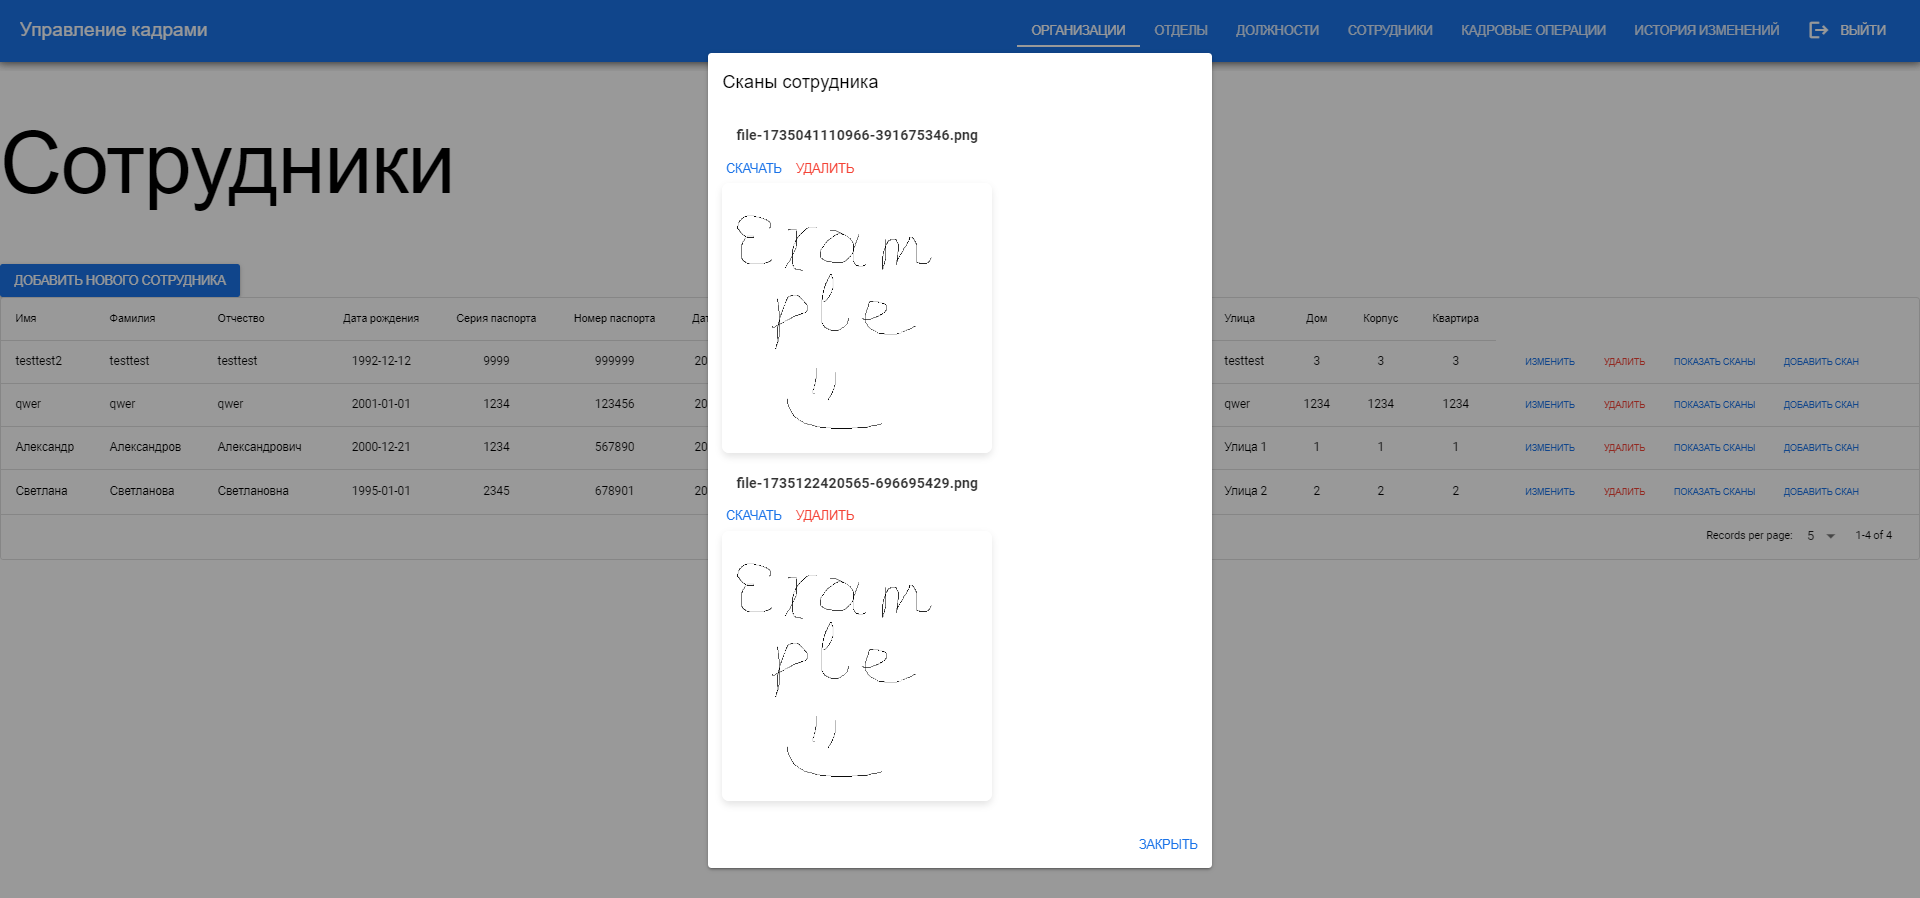 Управление кадрами
ОРГАНИЗАЦИИ ОТДЕЛЫ ДОЛЖНОСТИ СОТРУДНИКИ КАДРОВЫЕ ОПЕРАЦИИ ИСТОРИЯ ИЗМЕНЕНИЙ ВЫЙТИ
Сотрудники
ДОБАВИТЬ НОВОГО СОТРУДНИКА
Имя Фамилия Отчество Дата рождения Серия паспорта Номер паспорта Улица Дом Корпус Квартира
testtest2 testtest testtest 1992-12-12 9999 999999 20 testtest 3 3 3 ИЗМЕНИТЬ УДАЛИТЬ ПОКАЗАТЬ СКАНЫ ДОБАВИТЬ СКАН
qwer qwer qwer 2001-01-01 1234 123456 20 qwer 1234 1234 1234 ИЗМЕНИТЬ УДАЛИТЬ ПОКАЗАТЬ СКАНЫ ДОБАВИТЬ СКАН
Александр Александров Александрович 2000-12-21 1234 567890 20 Улица 1 1 1 1 ИЗМЕНИТЬ УДАЛИТЬ ПОКАЗАТЬ СКАНЫ ДОБАВИТЬ СКАН
Светлана Светланова Светлановна 1995-01-01 2345 678901 20 Улица 2 2 2 2 ИЗМЕНИТЬ УДАЛИТЬ ПОКАЗАТЬ СКАНЫ ДОБАВИТЬ СКАН
Records per page: 5 1-4 of 4
Сканы сотрудника
file-1735041110966-391675346.png
СКАЧАТЬ УДАЛИТЬ
Exam
ple
file-1735122420565-696695429.png
СКАЧАТЬ УДАЛИТЬ
Exam
ple
ЗАКРЫТЬ